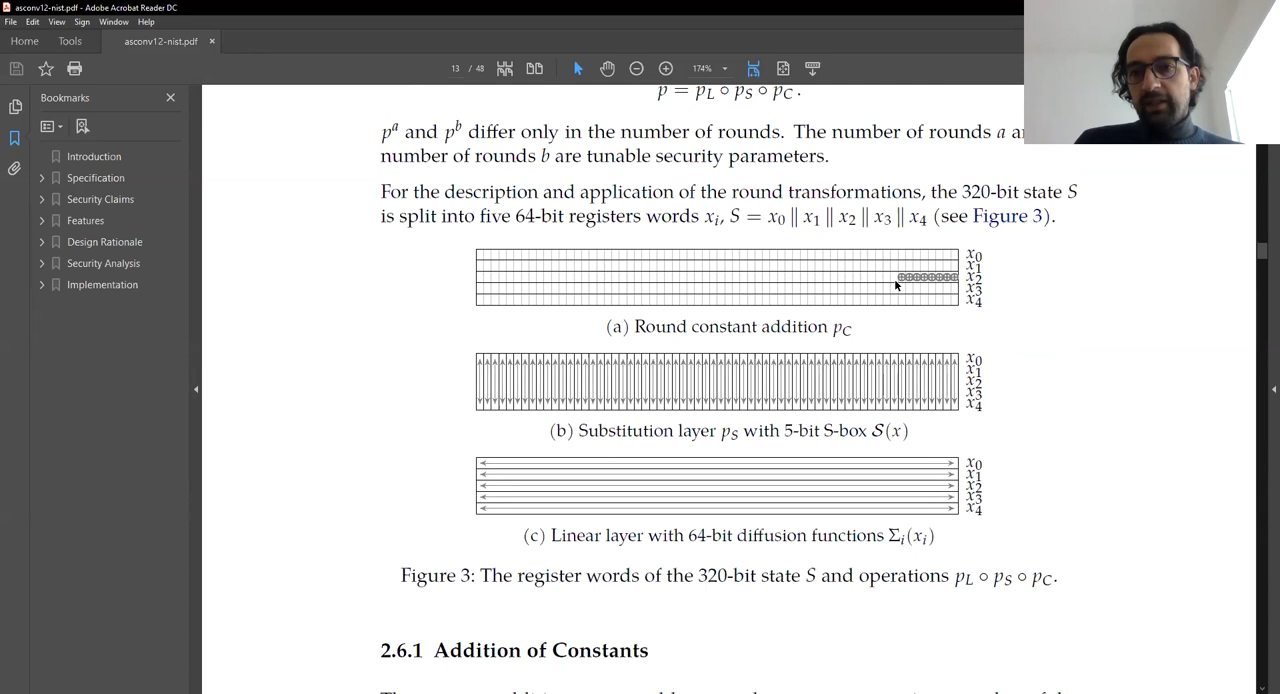 asconv12-nist.pdf - Adobe Acrobat Reader DC
File Edit View Sign Window Help
Home Tools asconv12-nist.pdf ×
13 / 48 174%
Bookmarks
Introduction
Specification
Security Claims
Features
Design Rationale
Security Analysis
Implementation
p = p_L ∘ p_S ∘ p_C .
p^a and p^b differ only in the number of rounds. The number of rounds a
number of rounds b are tunable security parameters.
For the description and application of the round transformations, the 320-bit state S
is split into five 64-bit registers words x_i, S = x_0 ∥ x_1 ∥ x_2 ∥ x_3 ∥ x_4 (see Figure 3).
x_0
x_1
x_2
x_3
x_4
(a) Round constant addition p_C
x_0
x_1
x_2
x_3
x_4
(b) Substitution layer p_S with 5-bit S-box S(x)
x_0
x_1
x_2
x_3
x_4
(c) Linear layer with 64-bit diffusion functions Σ_i(x_i)
Figure 3: The register words of the 320-bit state S and operations p_L ∘ p_S ∘ p_C.
2.6.1 Addition of Constants